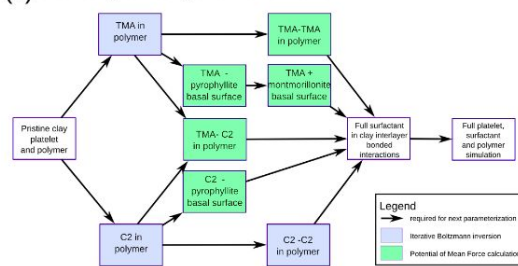 TMA in
polymer
TMA-TMA
in polymer
TMA -
pyrophyllite
basal surface
TMA +
montmorillonite
basal surface
Pristine clay
platelet
and polymer
TMA- C2
in polymer
Full surfactant
in clay interlayer
bonded
interactions
Full platelet,
surfactant
and polymer
simulation
C2 -
pyrophyllite
basal surface
C2 in
polymer
C2 -C2
in polymer
Legend
required for next parameterization
Iterative Boltzmann inversion
Potential of Mean Force calculation